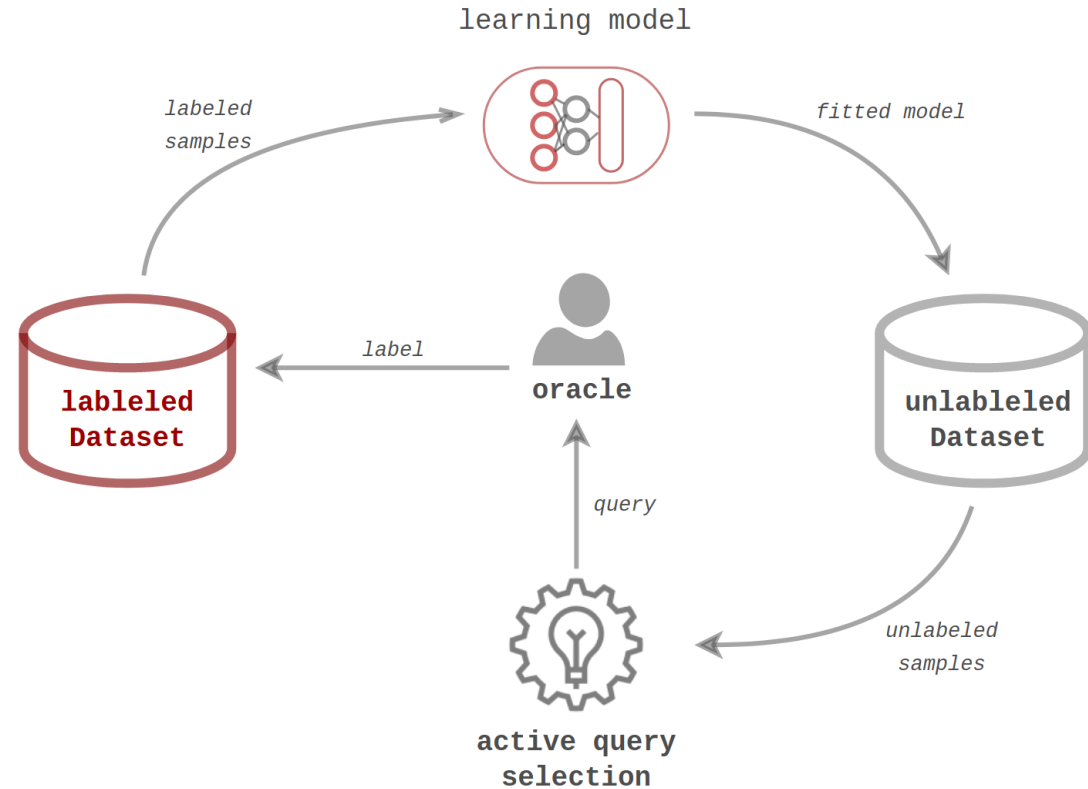 learning model
labeled
samples
fitted model
label
oracle
lableled
Dataset
unlableled
Dataset
query
unlabeled
samples
active query
selection